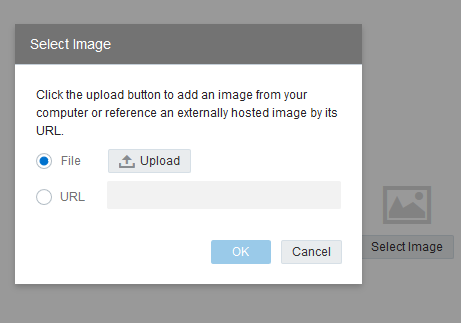 Select Image
Click the upload button to add an image from your
computer or reference an externally hosted image by its
URL.
File
Upload
URL
OK
Cancel
Select Image